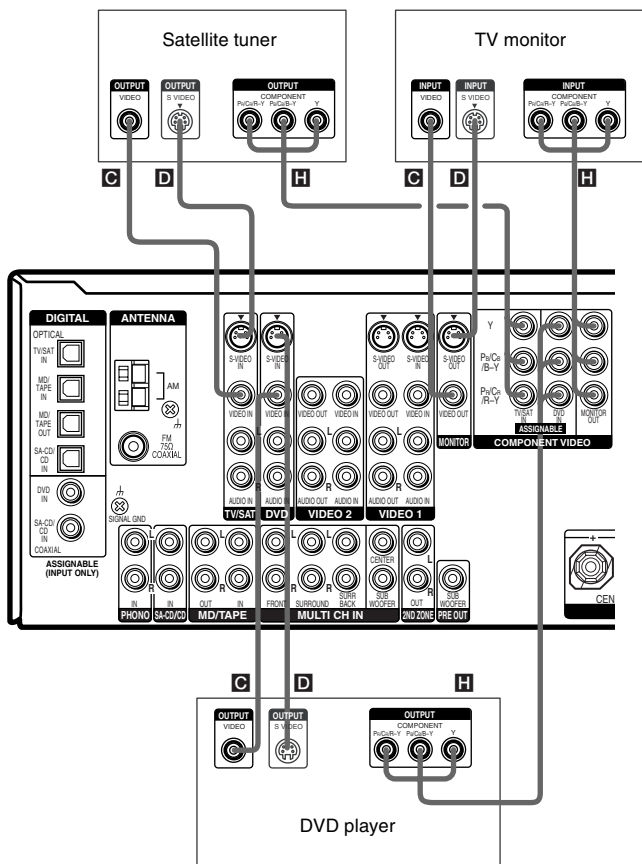 Satellite tuner
TV monitor
OUTPUT
VIDEO
OUTPUT
S VIDEO
OUTPUT
COMPONENT
PR/CR/R–Y PB/CB/B–Y Y
INPUT
VIDEO
INPUT
S VIDEO
INPUT
COMPONENT
PR/CR/R–Y PB/CB/B–Y Y
C D H C D H
DIGITAL
OPTICAL
TV/SAT
IN
MD/
TAPE
IN
MD/
TAPE
OUT
SA-CD/
CD
IN
DVD
IN
SA-CD/
CD
IN
COAXIAL
ASSIGNABLE
(INPUT ONLY)
ANTENNA
AM
FM
75Ω
COAXIAL
SIGNAL GND
S-VIDEO
IN
S-VIDEO
IN
S-VIDEO
OUT
S-VIDEO
IN
S-VIDEO
OUT
VIDEO IN VIDEO IN VIDEO OUT VIDEO IN VIDEO OUT VIDEO IN VIDEO OUT
L L
R R
AUDIO IN AUDIO IN AUDIO OUT AUDIO IN AUDIO OUT AUDIO IN
TV/SAT DVD VIDEO 2 VIDEO 1
MONITOR
Y
PB/CB
/B–Y
PR/CR
/R–Y
TV/SAT
IN
DVD
IN
MONITOR
OUT
ASSIGNABLE
COMPONENT VIDEO
L L L L
R R R R
CENTER
IN IN OUT IN FRONT SURROUND
SURR
BACK
SUB
WOOFER
OUT
SUB
WOOFER
PHONO SA-CD/CD MD/TAPE MULTI CH IN 2ND ZONE PRE OUT
+
CEN
C D H
OUTPUT
VIDEO
OUTPUT
S VIDEO
OUTPUT
COMPONENT
PR/CR/R–Y PB/CB/B–Y Y
DVD player